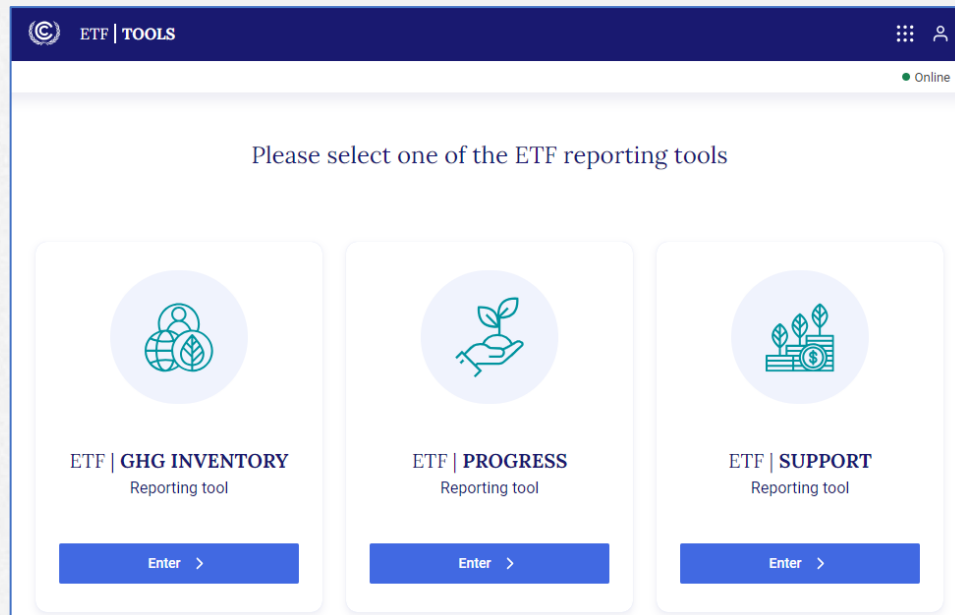 ETF | TOOLS
Online
Please select one of the ETF reporting tools
ETF | GHG INVENTORY
Reporting tool
Enter >
ETF | PROGRESS
Reporting tool
Enter >
ETF | SUPPORT
Reporting tool
Enter >